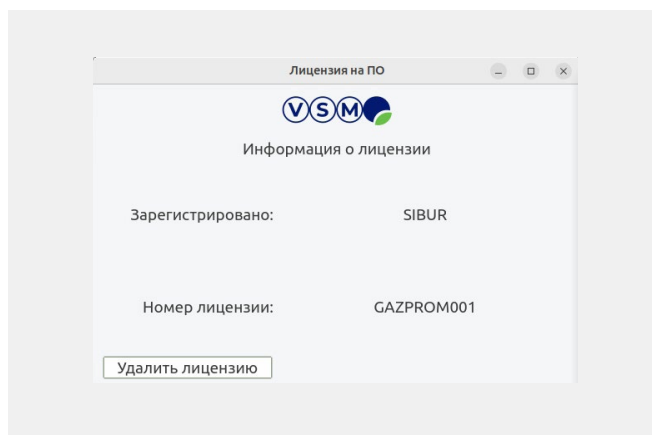 Лицензия на ПО
VSM
Информация о лицензии
Зарегистрировано: SIBUR
Номер лицензии: GAZPROM001
Удалить лицензию